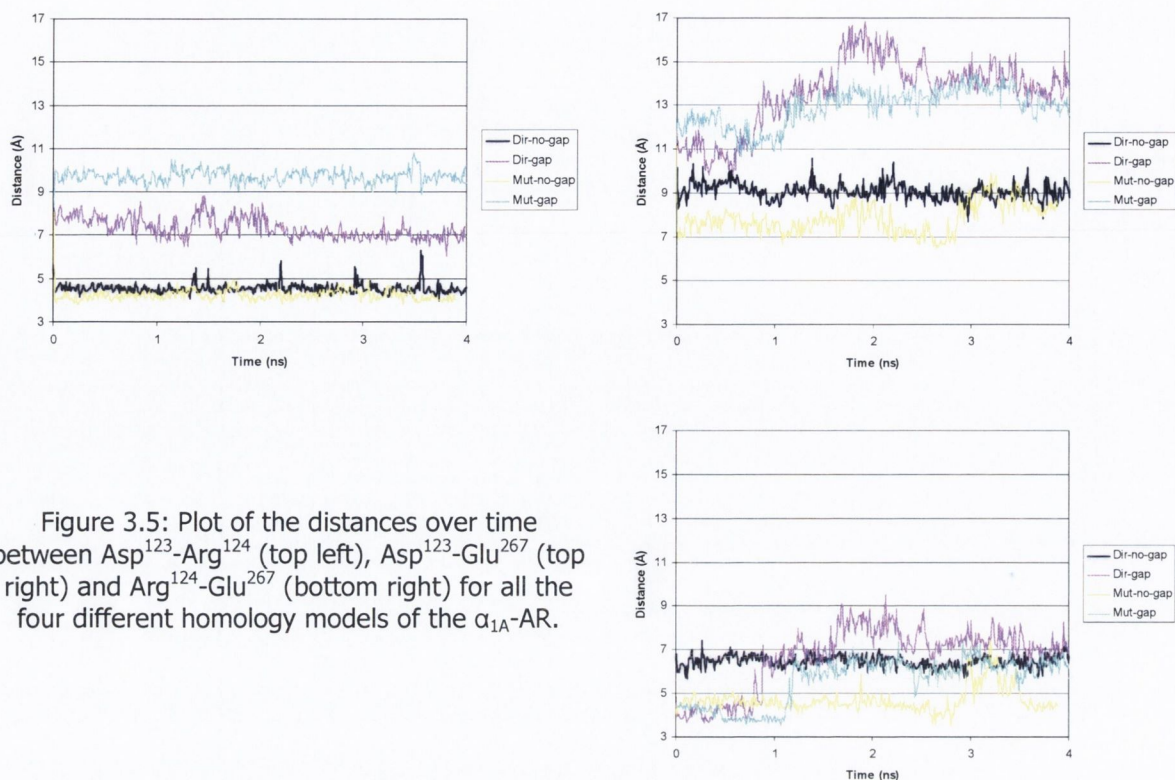 17
15
13
11
9
7
5
3
Distance (Å)
0 1 2 3 4
Time (ns)
Dir-no-gap
Dir-gap
Mut-no-gap
Mut-gap
17
15
13
11
9
7
5
3
Distance (Å)
0 1 2 3 4
Time (ns)
Dir-no-gap
Dir-gap
Mut-no-gap
Mut-gap
Figure 3.5: Plot of the distances over time
between Asp¹²³-Arg¹²⁴ (top left), Asp¹²³-Glu²⁶⁷ (top
right) and Arg¹²⁴-Glu²⁶⁷ (bottom right) for all the
four different homology models of the α₁A-AR.
17
15
13
11
9
7
5
3
Distance (Å)
0 1 2 3 4
Time (ns)
Dir-no-gap
Dir-gap
Mut-no-gap
Mut-gap